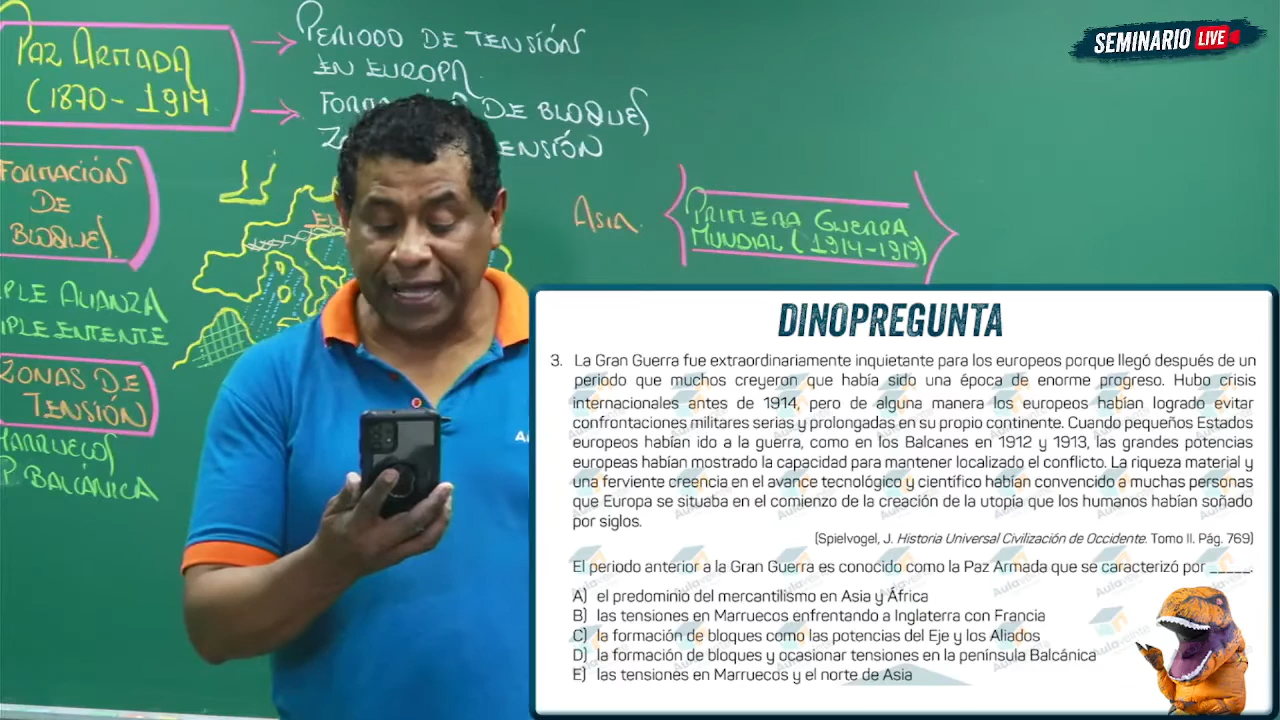 PAZ ARMADA
(1870-1914
PERIODO DE TENSIÓN
EN EUROPA.
DE BLOQUES
TENSIÓN
FORMACIÓN
DE
BLOQUES
PLE ALIANZA
IPLE ENTENTE
ZONAS DE
TENSIÓN
MARRUECOS
P. BALCÁNICA
ASIA.
PRIMERA GUERRA
MUNDIAL (1914-1919)
SEMINARIO LIVE
DINOPREGUNTA
3. La Gran Guerra fue extraordinariamente inquietante para los europeos porque llegó después de un
periodo que muchos creyeron que había sido una época de enorme progreso. Hubo crisis
internacionales antes de 1914, pero de alguna manera los europeos habían logrado evitar
confrontaciones militares serias y prolongadas en su propio continente. Cuando pequeños Estados
europeos habían ido a la guerra, como en los Balcanes en 1912 y 1913, las grandes potencias
europeas habían mostrado la capacidad para mantener localizado el conflicto. La riqueza material y
una ferviente creencia en el avance tecnológico y científico habían convencido a muchas personas
que Europa se situaba en el comienzo de la creación de la utopía que los humanos habían soñado
por siglos.
(Spielvogel, J. Historia Universal Civilización de Occidente. Tomo II. Pág. 769)
El periodo anterior a la Gran Guerra es conocido como la Paz Armada que se caracterizó por _____.
A) el predominio del mercantilismo en Asia y África
B) las tensiones en Marruecos enfrentando a Inglaterra con Francia
C) la formación de bloques como las potencias del Eje y los Aliados
D) la formación de bloques y ocasionar tensiones en la península Balcánica
E) las tensiones en Marruecos y el norte de Asia